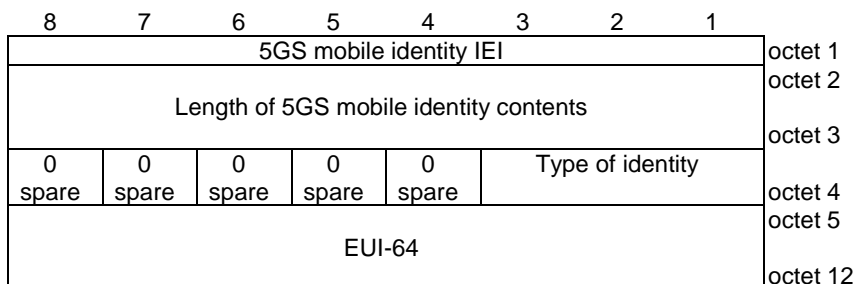 8 7 6 5 4 3 2 1
5GS mobile identity IEI octet 1
octet 2
Length of 5GS mobile identity contents
octet 3
0 0 0 0 0 Type of identity
spare spare spare spare spare octet 4
octet 5
EUI-64
octet 12